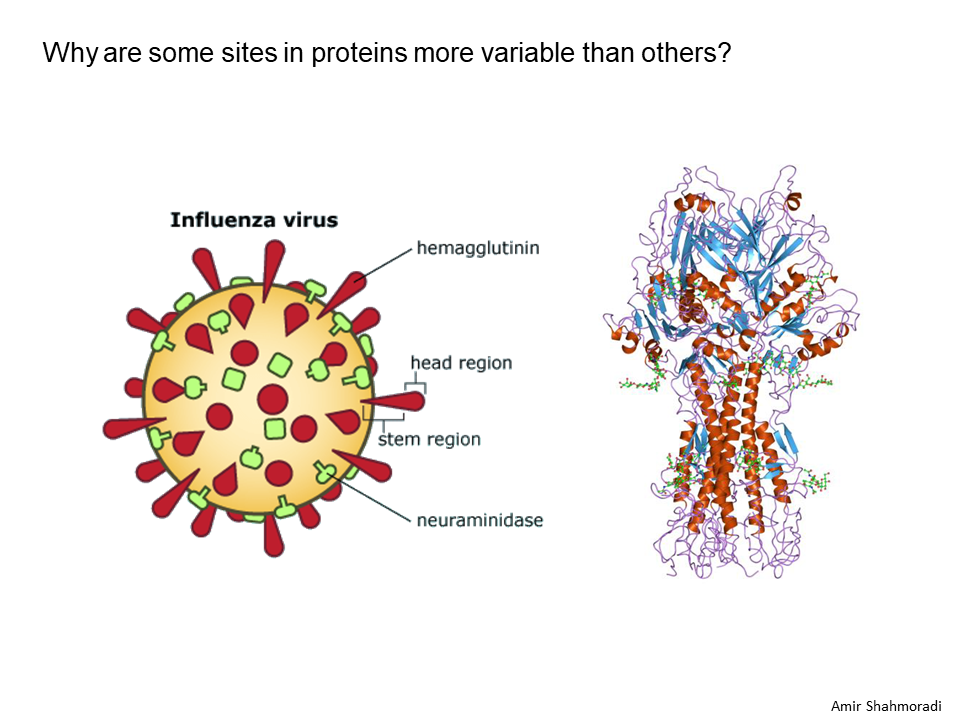 Why are some sites in proteins more variable than others?
Influenza virus
hemagglutinin
head region
stem region
neuraminidase
Amir Shahmoradi